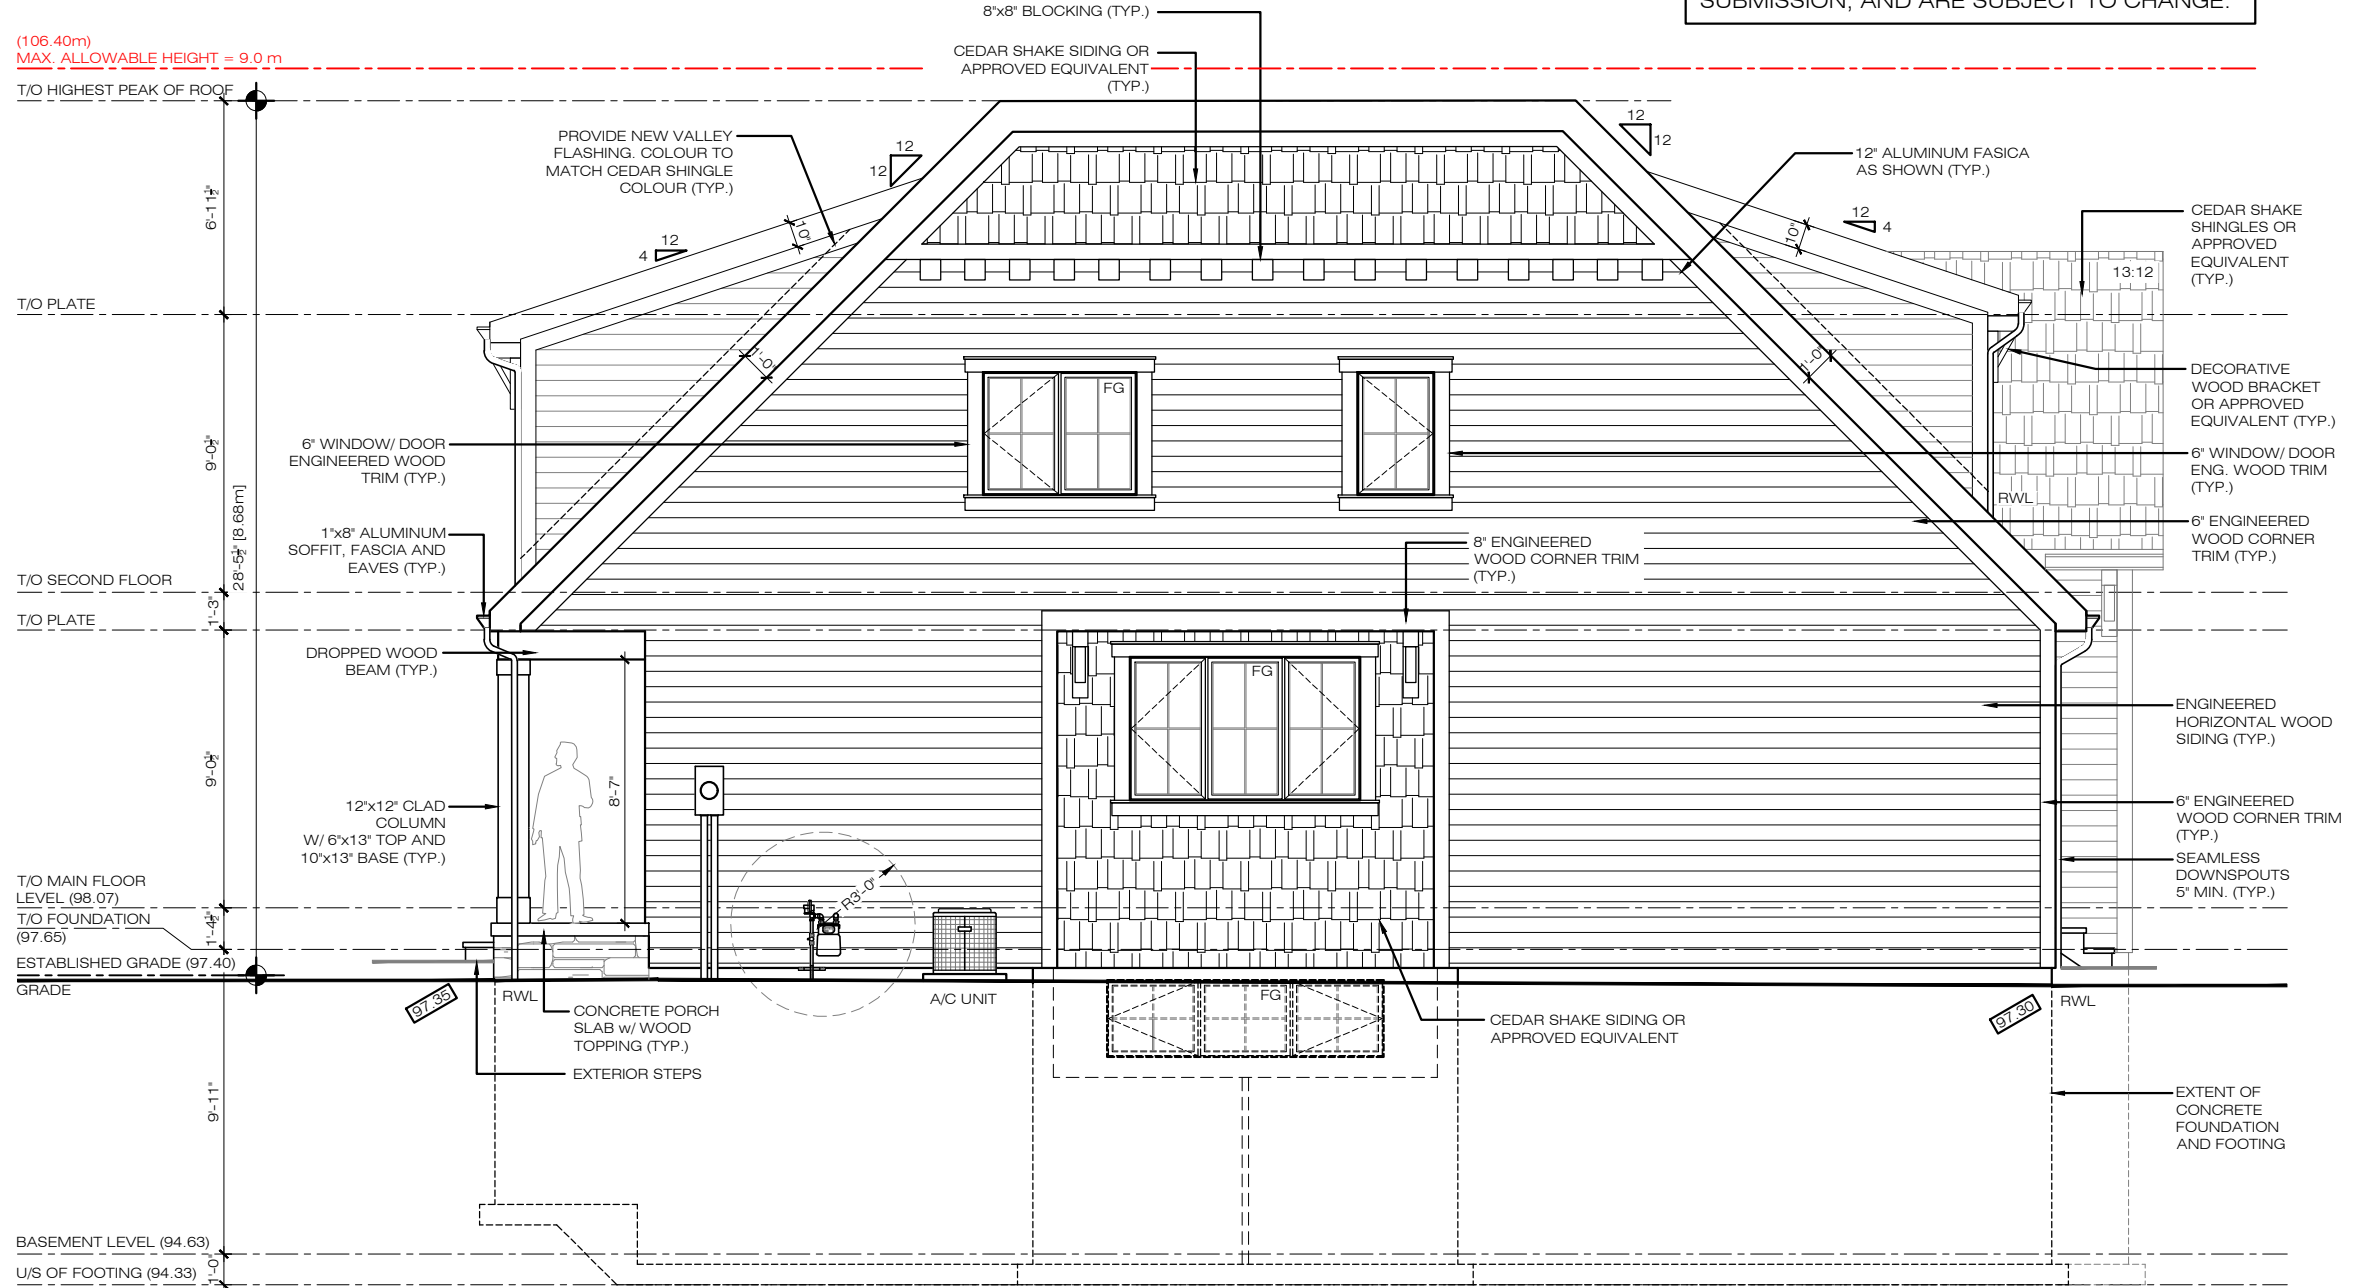 SUBMISSION, AND ARE SUBJECT TO CHANGE.
8"x8" BLOCKING (TYP.)
(106.40m)
MAX. ALLOWABLE HEIGHT = 9.0 m
CEDAR SHAKE SIDING OR
APPROVED EQUIVALENT
(TYP.)
T/O HIGHEST PEAK OF ROOF
PROVIDE NEW VALLEY
FLASHING. COLOUR TO
MATCH CEDAR SHINGLE
COLOUR (TYP.)
12
12
12
12
12" ALUMINUM FASICA
AS SHOWN (TYP.)
6'-11½"
10"
12
4
10"
12
4
CEDAR SHAKE
SHINGLES OR
APPROVED
EQUIVALENT
(TYP.)
13:12
T/O PLATE
1'-0"
1'-0"
FG
DECORATIVE
WOOD BRACKET
OR APPROVED
EQUIVALENT (TYP.)
9'-0½"
28'-5½" [8.68m]
6" WINDOW/ DOOR
ENGINEERED WOOD
TRIM (TYP.)
6" WINDOW/ DOOR
ENG. WOOD TRIM
(TYP.)
RWL
1"x8" ALUMINUM
SOFFIT, FASCIA AND
EAVES (TYP.)
8" ENGINEERED
WOOD CORNER TRIM
(TYP.)
6" ENGINEERED
WOOD CORNER
TRIM (TYP.)
T/O SECOND FLOOR
1'-3"
T/O PLATE
DROPPED WOOD
BEAM (TYP.)
FG
ENGINEERED
HORIZONTAL WOOD
SIDING (TYP.)
9'-0½"
8'-7"
12"x12" CLAD
COLUMN
W/ 6"x13" TOP AND
10"x13" BASE (TYP.)
6" ENGINEERED
WOOD CORNER TRIM
(TYP.)
SEAMLESS
DOWNSPOUTS
5" MIN. (TYP.)
R3'-0"
T/O MAIN FLOOR
LEVEL (98.07)
T/O FOUNDATION
(97.65)
1'-4½"
ESTABLISHED GRADE (97.40)
GRADE
97.35
RWL
A/C UNIT
FG
97.30
RWL
CONCRETE PORCH
SLAB w/ WOOD
TOPPING (TYP.)
CEDAR SHAKE SIDING OR
APPROVED EQUIVALENT
EXTERIOR STEPS
9'-11"
EXTENT OF
CONCRETE
FOUNDATION
AND FOOTING
BASEMENT LEVEL (94.63)
1'-0"
U/S OF FOOTING (94.33)